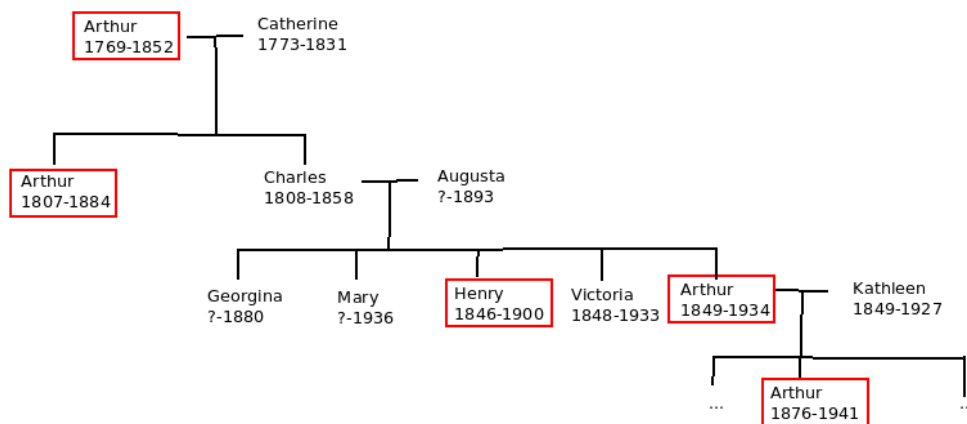 Arthur
1769-1852
Catherine
1773-1831
Arthur
1807-1884
Charles
1808-1858
Augusta
?-1893
Georgina
?-1880
Mary
?-1936
Henry
1846-1900
Victoria
1848-1933
Arthur
1849-1934
Kathleen
1849-1927
...
Arthur
1876-1941
...